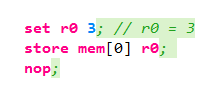 set r0 3; // r0 = 3
store mem[0] r0;
nop;